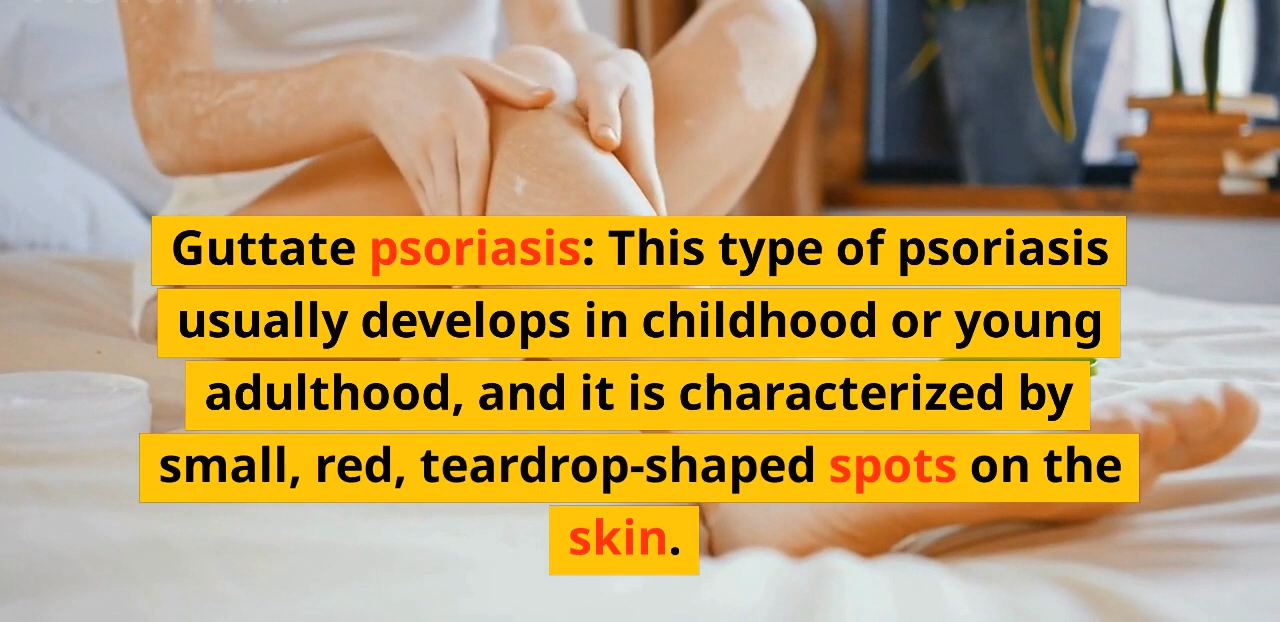 Guttate psoriasis: This type of psoriasis
usually develops in childhood or young
adulthood, and it is characterized by
small, red, teardrop-shaped spots on the
skin.